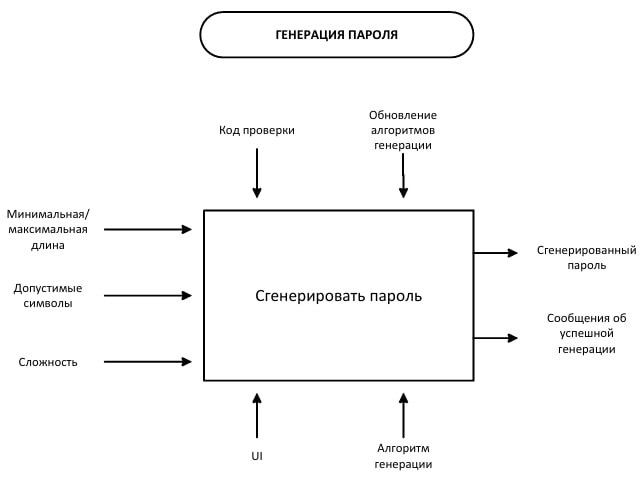 ГЕНЕРАЦИЯ ПАРОЛЯ
Код проверки
Обновление
алгоритмов
генерации
Минимальная/
максимальная
длина
Допустимые
символы
Сложность
Сгенерировать пароль
Сгенерированный
пароль
Сообщения об
успешной
генерации
UI
Алгоритм
генерации